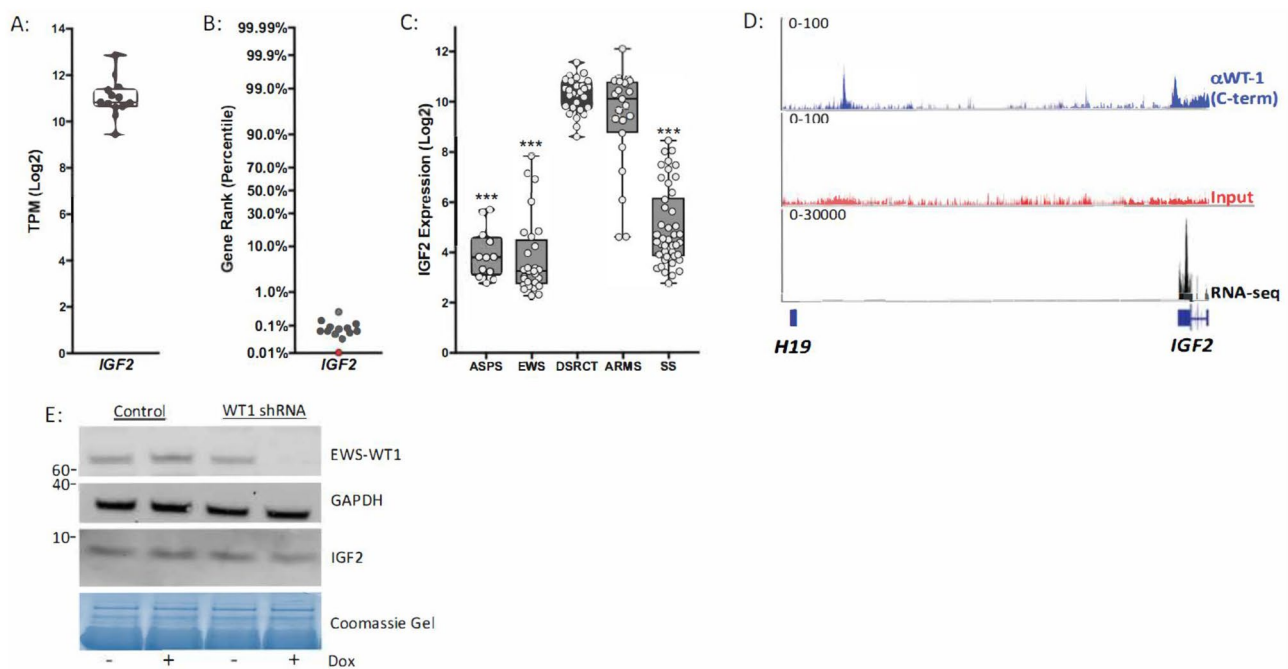 A:
TPM (Log2)
14
12
10
8
6
4
2
0
IGF2
B:
Gene Rank (Percentile)
99.99%
99.9%
99.0%
90.0%
70.0%
50.0%
30.0%
10.0%
1.0%
0.1%
0.01%
IGF2
C:
IGF2 Expression (Log2)
12
10
8
6
4
2
0
***
***
***
ASPS EWS DSRCT ARMS SS
D:
0-100
αWT-1
(C-term)
0-100
Input
0-30000
RNA-seq
H19
IGF2
E:
Control WT1 shRNA
EWS-WT1
60-
40-
GAPDH
10-
IGF2
Coomassie Gel
- + - + Dox